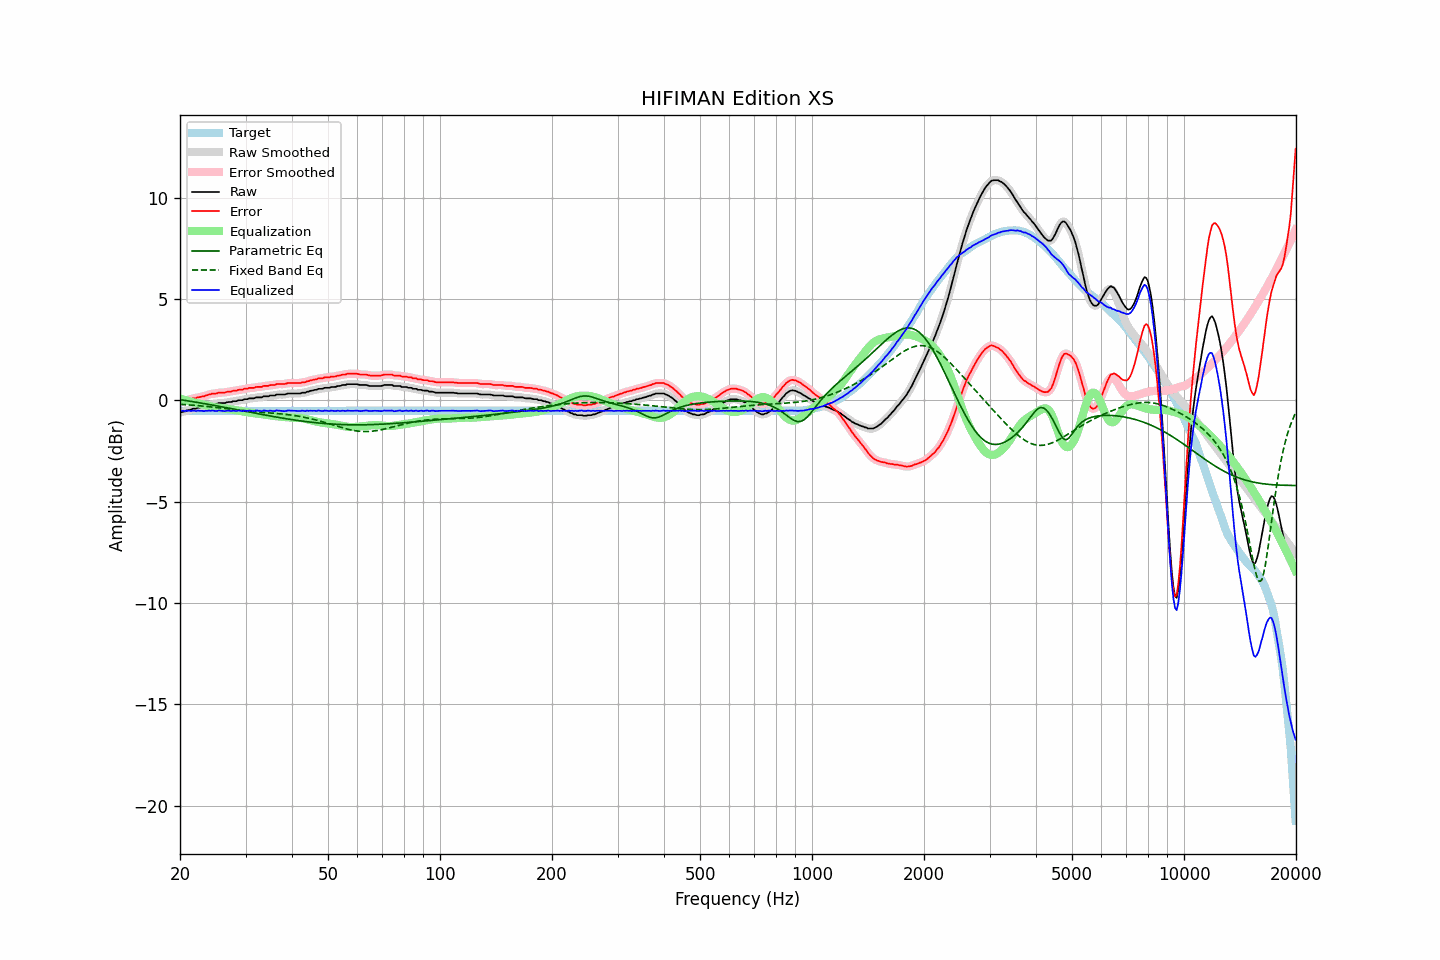 HIFIMAN Edition XS
Target
Raw Smoothed
Error Smoothed
Raw
Error
Equalization
Parametric Eq
Fixed Band Eq
Equalized
Amplitude (dBr)
10
5
0
−5
−10
−15
−20
20
50
100
200
500
1000
2000
5000
10000
20000
Frequency (Hz)